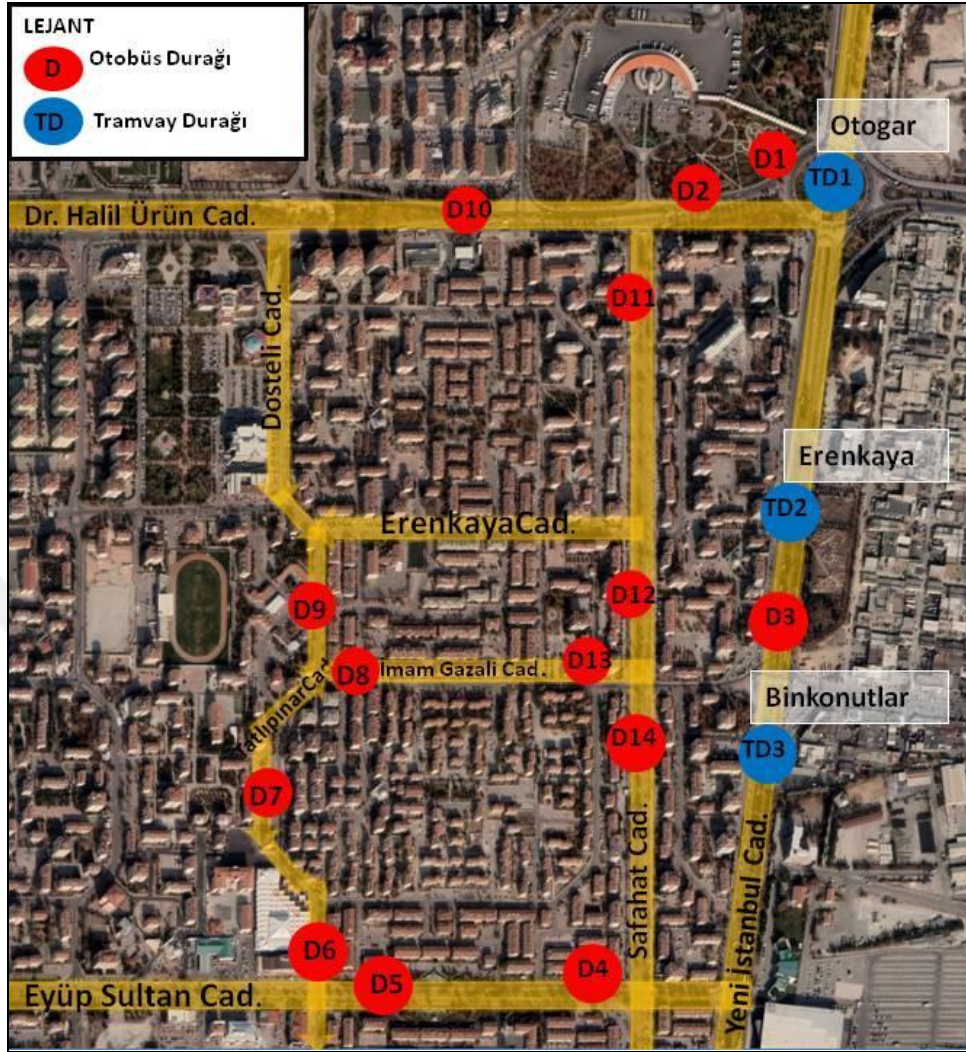 LEJANT
D Otobüs Durağı
TD Tramvay Durağı
Otogar
D1
TD1
D2
D10
Dr. Halil Ürün Cad.
D11
Dosteli Cad.
Erenkaya
TD2
ErenkayaCad.
D9
D12
D3
D8
İmam Gazali Cad.
D13
TatlıpınarCad.
Binkonutlar
D14
TD3
D7
Safahat Cad.
Yeni İstanbul Cad.
D6
D5
D4
Eyüp Sultan Cad.